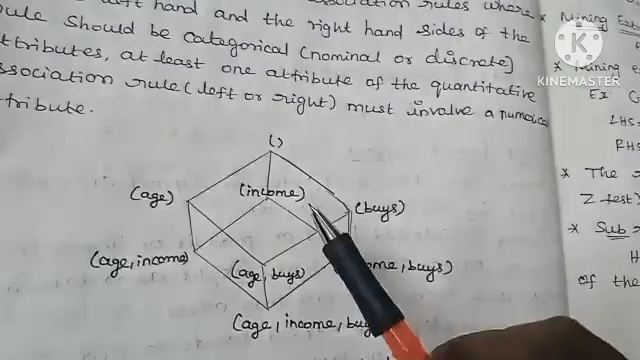 left hand and the right hand sides of the
rule should be categorical (nominal or discrete)
attributes, at least one attribute of the quantitative
association rule (left or right) must involve a numerical
attribute.
()
(age) (income) (buys)
(age, income) (age, buys) buys)
(age, income,
* Mining
* Mining
Ex
LHS
RHS
* The
Z test)
* Sub
H
of the
KINEMASTER